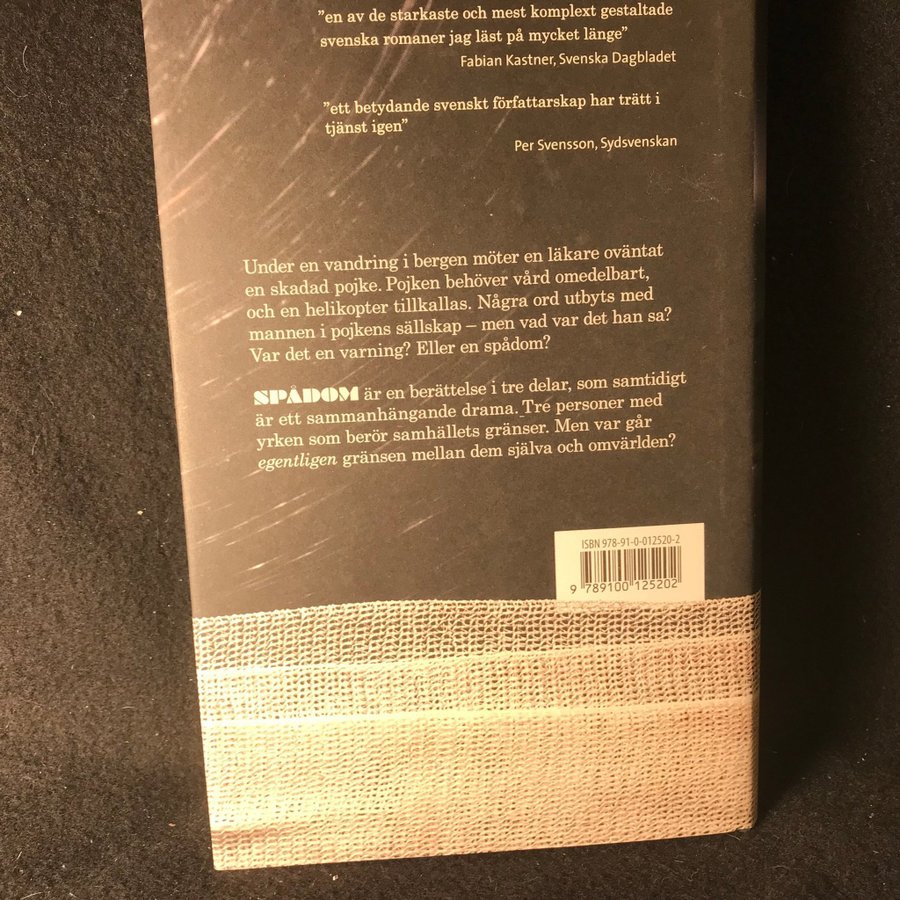 ”en av de starkaste och mest komplext gestaltade
svenska romaner jag läst på mycket länge”
Fabian Kastner, Svenska Dagbladet
”ett betydande svenskt författarskap har trätt i
tjänst igen”
Per Svensson, Sydsvenskan
Under en vandring i bergen möter en läkare oväntat
en skadad pojke. Pojken behöver vård omedelbart,
och en helikopter tillkallas. Några ord utbyts med
mannen i pojkens sällskap – men vad var det han sa?
Var det en varning? Eller en spådom?
SPÅDOM är en berättelse i tre delar, som samtidigt
är ett sammanhängande drama. Tre personer med
yrken som berör samhällets gränser. Men var går
egentligen gränsen mellan dem själva och omvärlden?
ISBN 978-91-0-012520-2
9 789100 125202